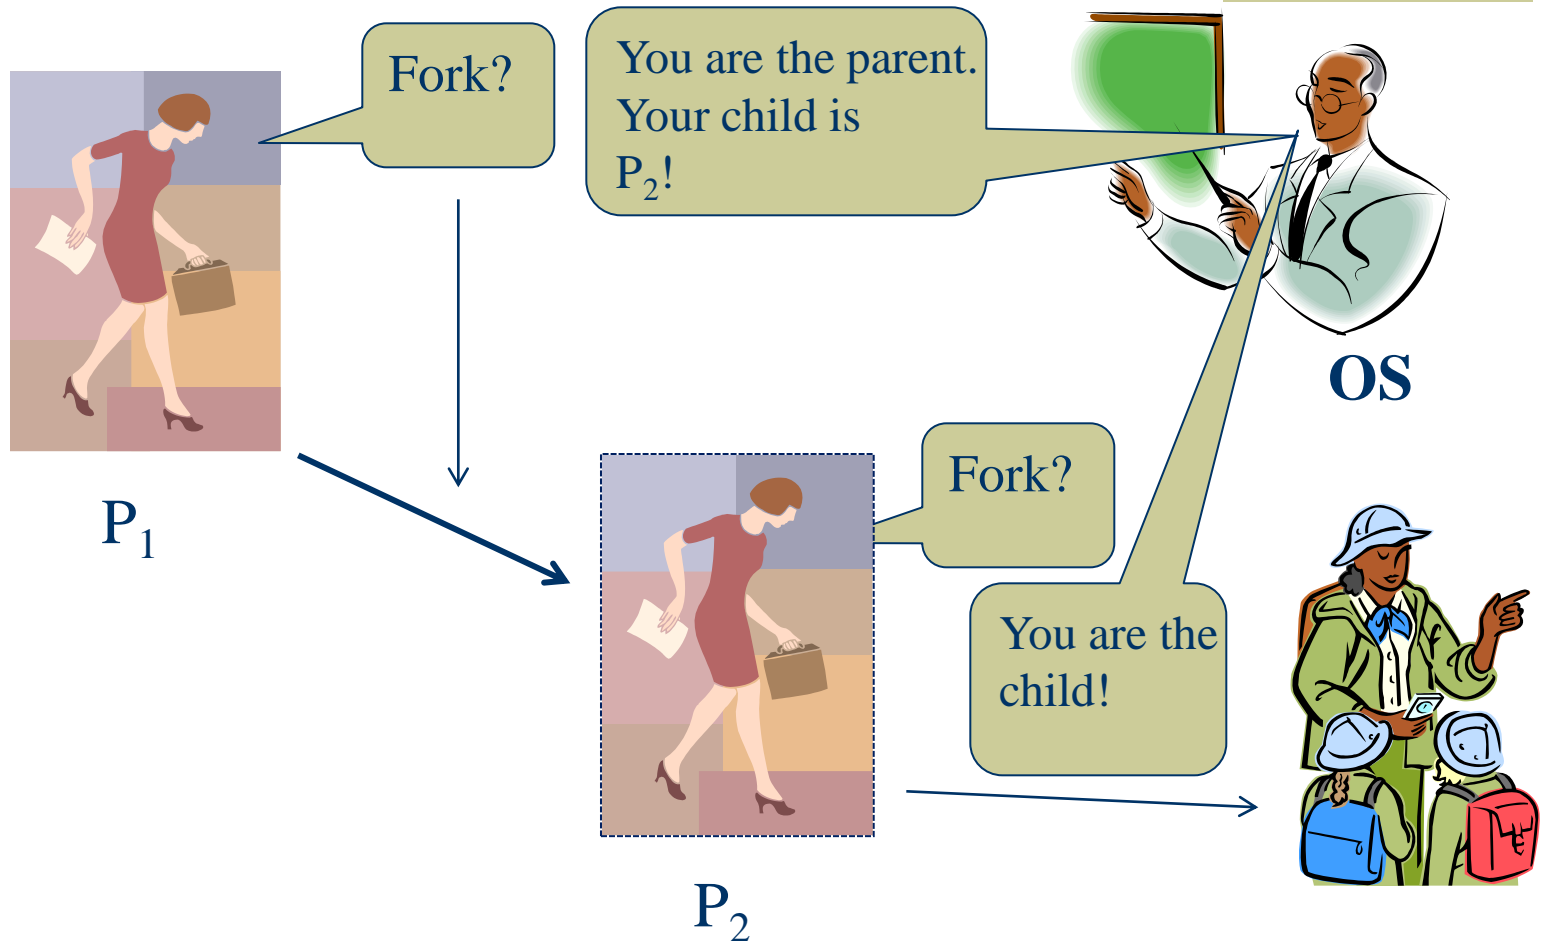 Fork?
You are the parent.
Your child is
P₂!
OS
P₁
Fork?
You are the
child!
P₂